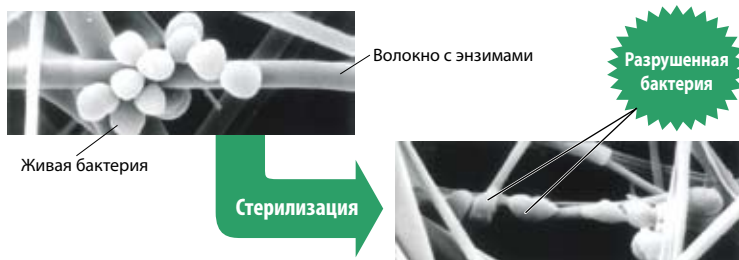 Волокно с энзимами
Разрушенная
бактерия
Живая бактерия
Стерилизация